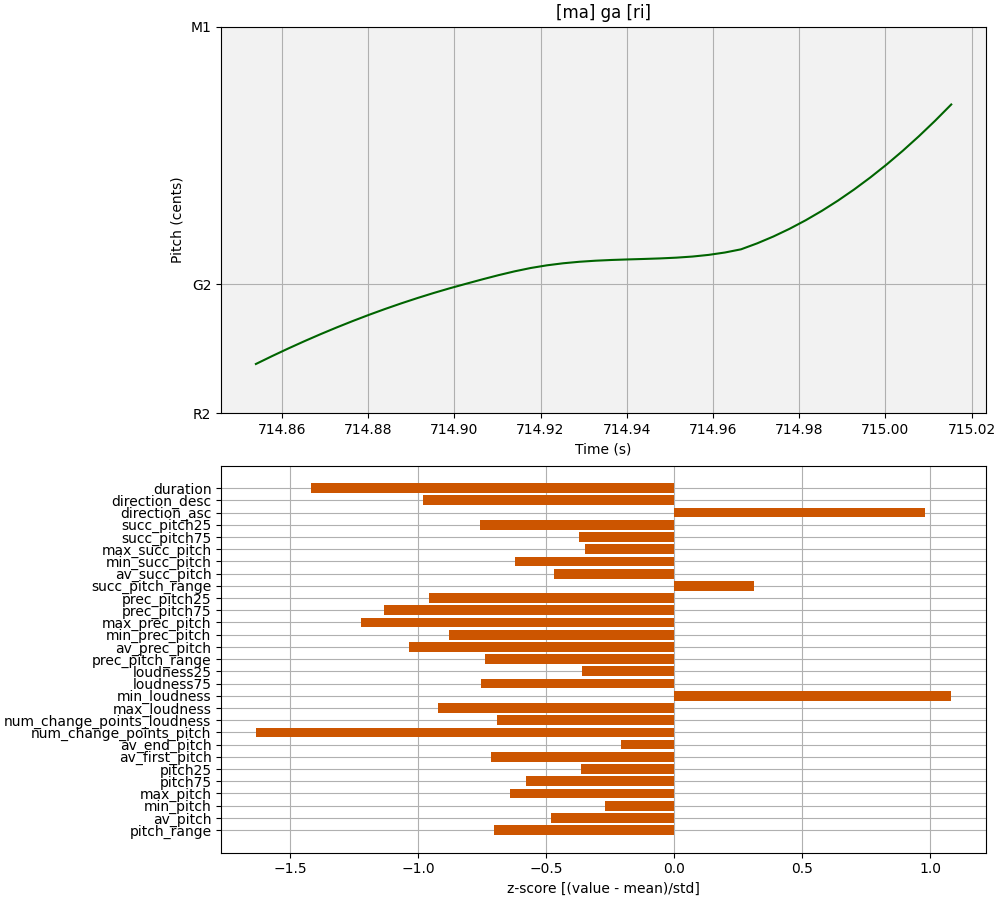 [ma] ga [ri]
M1
G2
R2
Pitch (cents)
714.86 714.88 714.90 714.92 714.94 714.96 714.98 715.00 715.02
Time (s)
duration
direction_desc
direction_asc
succ_pitch25
succ_pitch75
max_succ_pitch
min_succ_pitch
av_succ_pitch
succ_pitch_range
prec_pitch25
prec_pitch75
max_prec_pitch
min_prec_pitch
av_prec_pitch
prec_pitch_range
loudness25
loudness75
min_loudness
max_loudness
num_change_points_loudness
num_change_points_pitch
av_end_pitch
av_first_pitch
pitch25
pitch75
max_pitch
min_pitch
av_pitch
pitch_range
−1.5 −1.0 −0.5 0.0 0.5 1.0
z-score [(value - mean)/std]